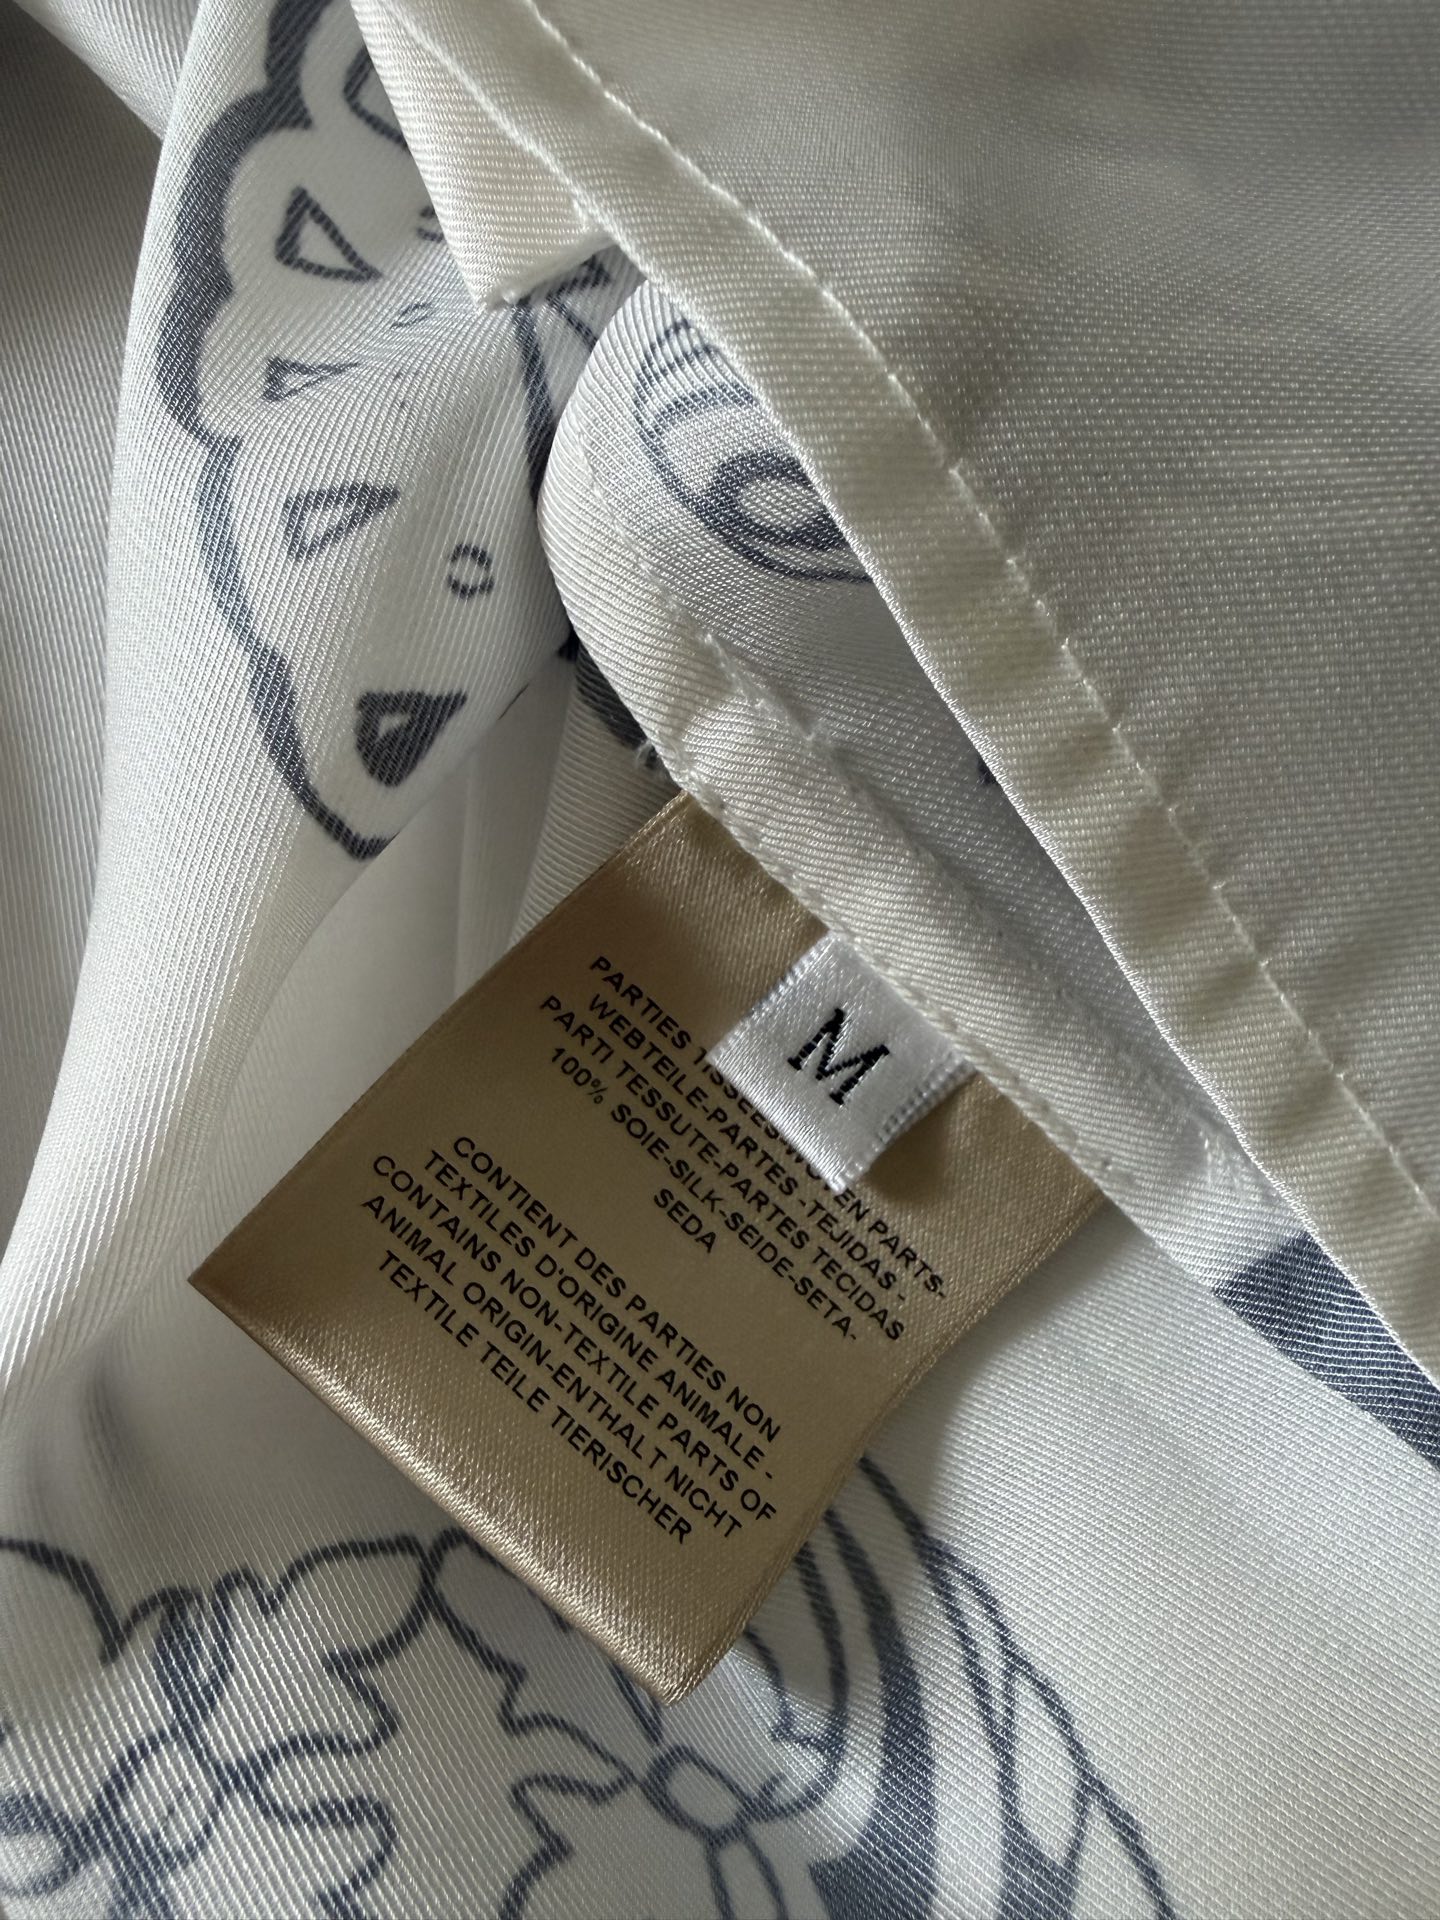 M
PARTIES TISSEES-WOVEN PARTS-
WEBTEILE-PARTES TEJIDAS -
PARTI TESSUTE-PARTES TECIDAS
100% SOIE-SILK-SEIDE-SETA-
SEDA
CONTIENT DES PARTIES NON
TEXTILES D'ORIGINE ANIMALE -
CONTAINS NON-TEXTILE PARTS OF
ANIMAL ORIGIN-ENTHALT NICHT
TEXTILE TEILE TIERISCHER